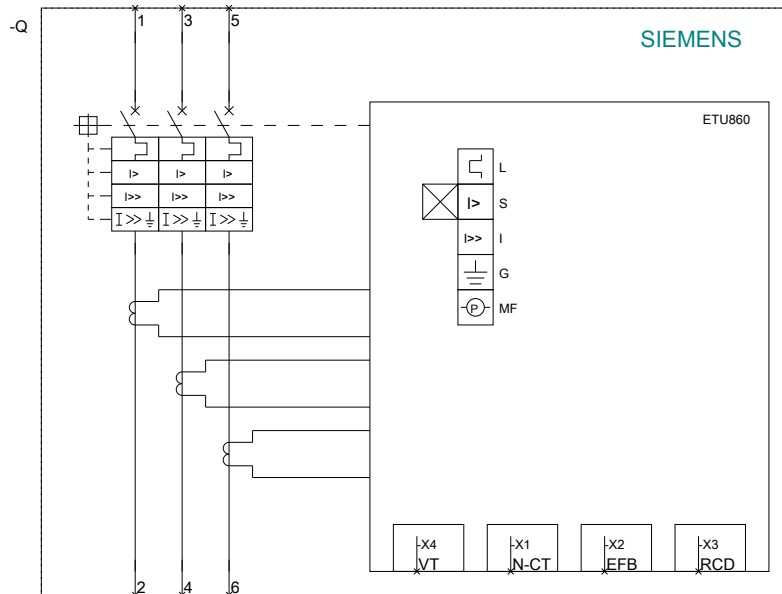 -Q
1 3 5
SIEMENS
ETU860
L
I> I> I> I> S
I>> I>> I>> I>> I
I>> I>> I>> G
P MF
-X4 -X1 -X2 -X3
VT N-CT EFB RCD
2 4 6